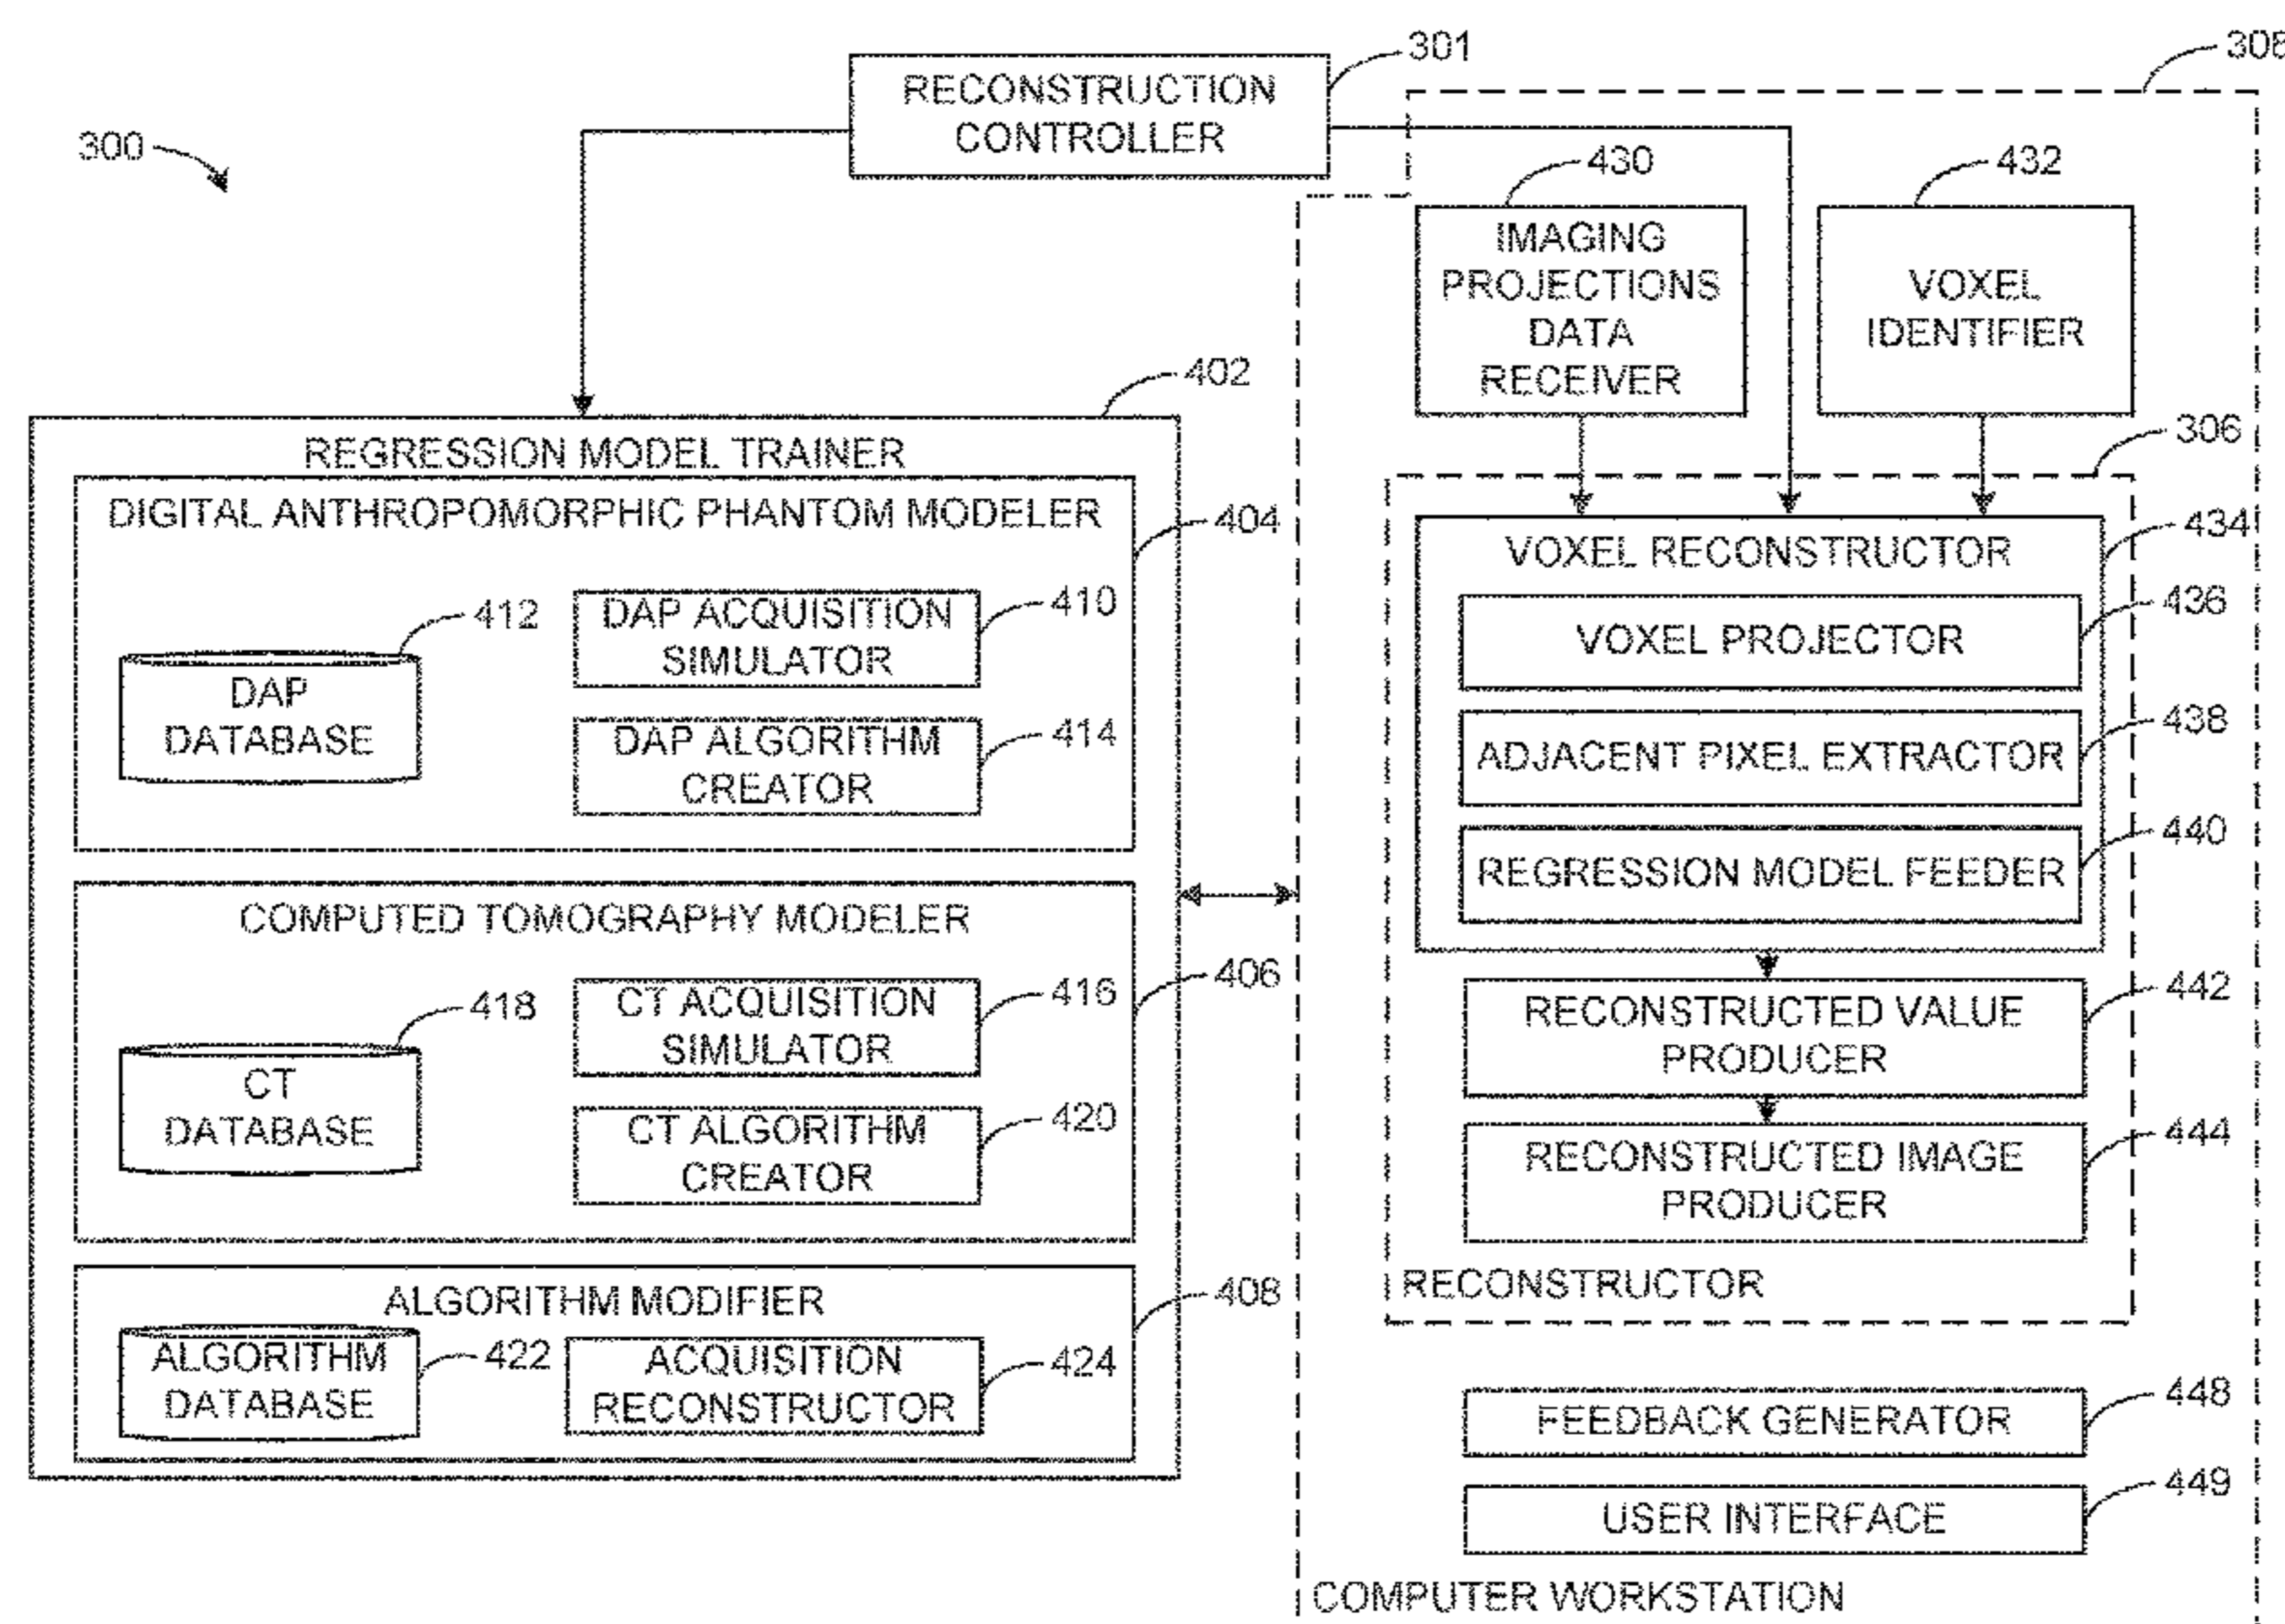 301
305
RECONSTRUCTION
CONTROLLER
300
430
432
IMAGING
PROJECTIONS
DATA
RECEIVER
VOXEL
IDENTIFIER
402
306
REGRESSION MODEL TRAINER
DIGITAL ANTHROPOMORPHIC PHANTOM MODELER
404
412
DAP
DATABASE
DAP ACQUISITION
SIMULATOR
410
DAP ALGORITHM
CREATOR
414
COMPUTED TOMOGRAPHY MODELER
406
418
CT
DATABASE
CT ACQUISITION
SIMULATOR
416
CT ALGORITHM
CREATOR
420
ALGORITHM MODIFIER
408
ALGORITHM
DATABASE
422
ACQUISITION
RECONSTRUCTOR
424
434
VOXEL RECONSTRUCTOR
VOXEL PROJECTOR
436
ADJACENT PIXEL EXTRACTOR
438
REGRESSION MODEL FEEDER
440
RECONSTRUCTED VALUE
PRODUCER
442
RECONSTRUCTED IMAGE
PRODUCER
444
RECONSTRUCTOR
FEEDBACK GENERATOR
448
USER INTERFACE
449
COMPUTER WORKSTATION